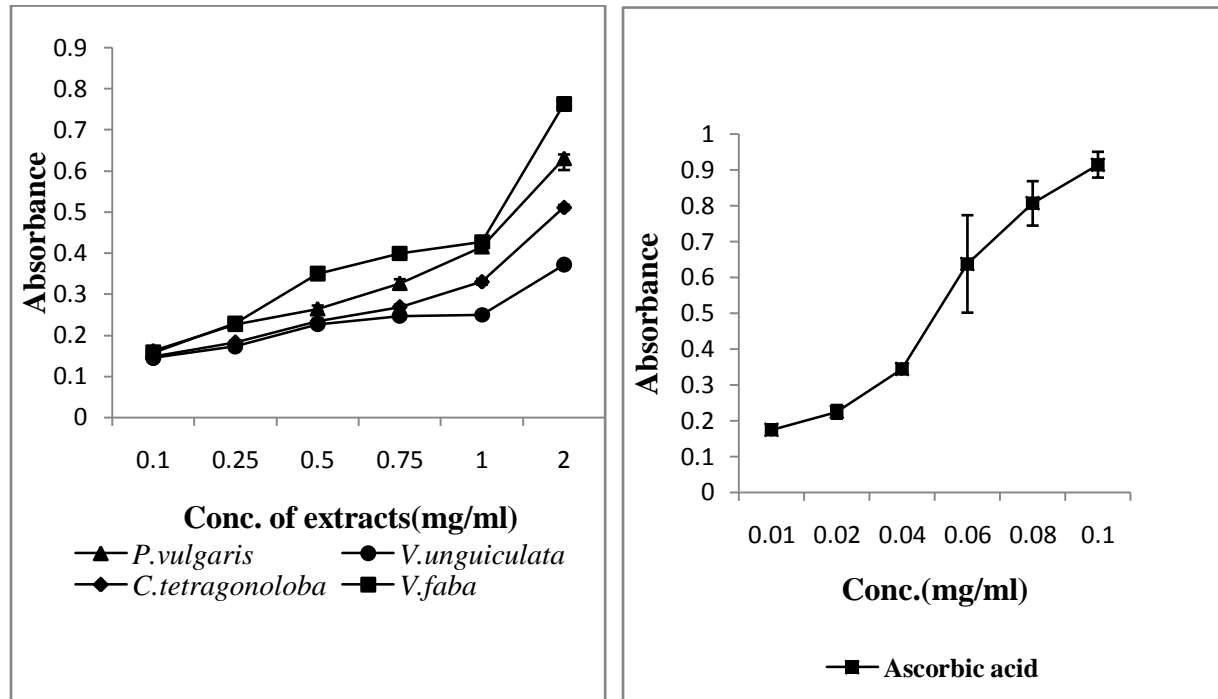 0.9
0.8
0.7
0.6
0.5
0.4
0.3
0.2
0.1
0
Absorbance
0.1 0.25 0.5 0.75 1 2
Conc. of extracts(mg/ml)
P.vulgaris V.unguiculata
C.tetragonoloba V.faba
1
0.9
0.8
0.7
0.6
0.5
0.4
0.3
0.2
0.1
0
Absorbance
0.01 0.02 0.04 0.06 0.08 0.1
Conc.(mg/ml)
Ascorbic acid